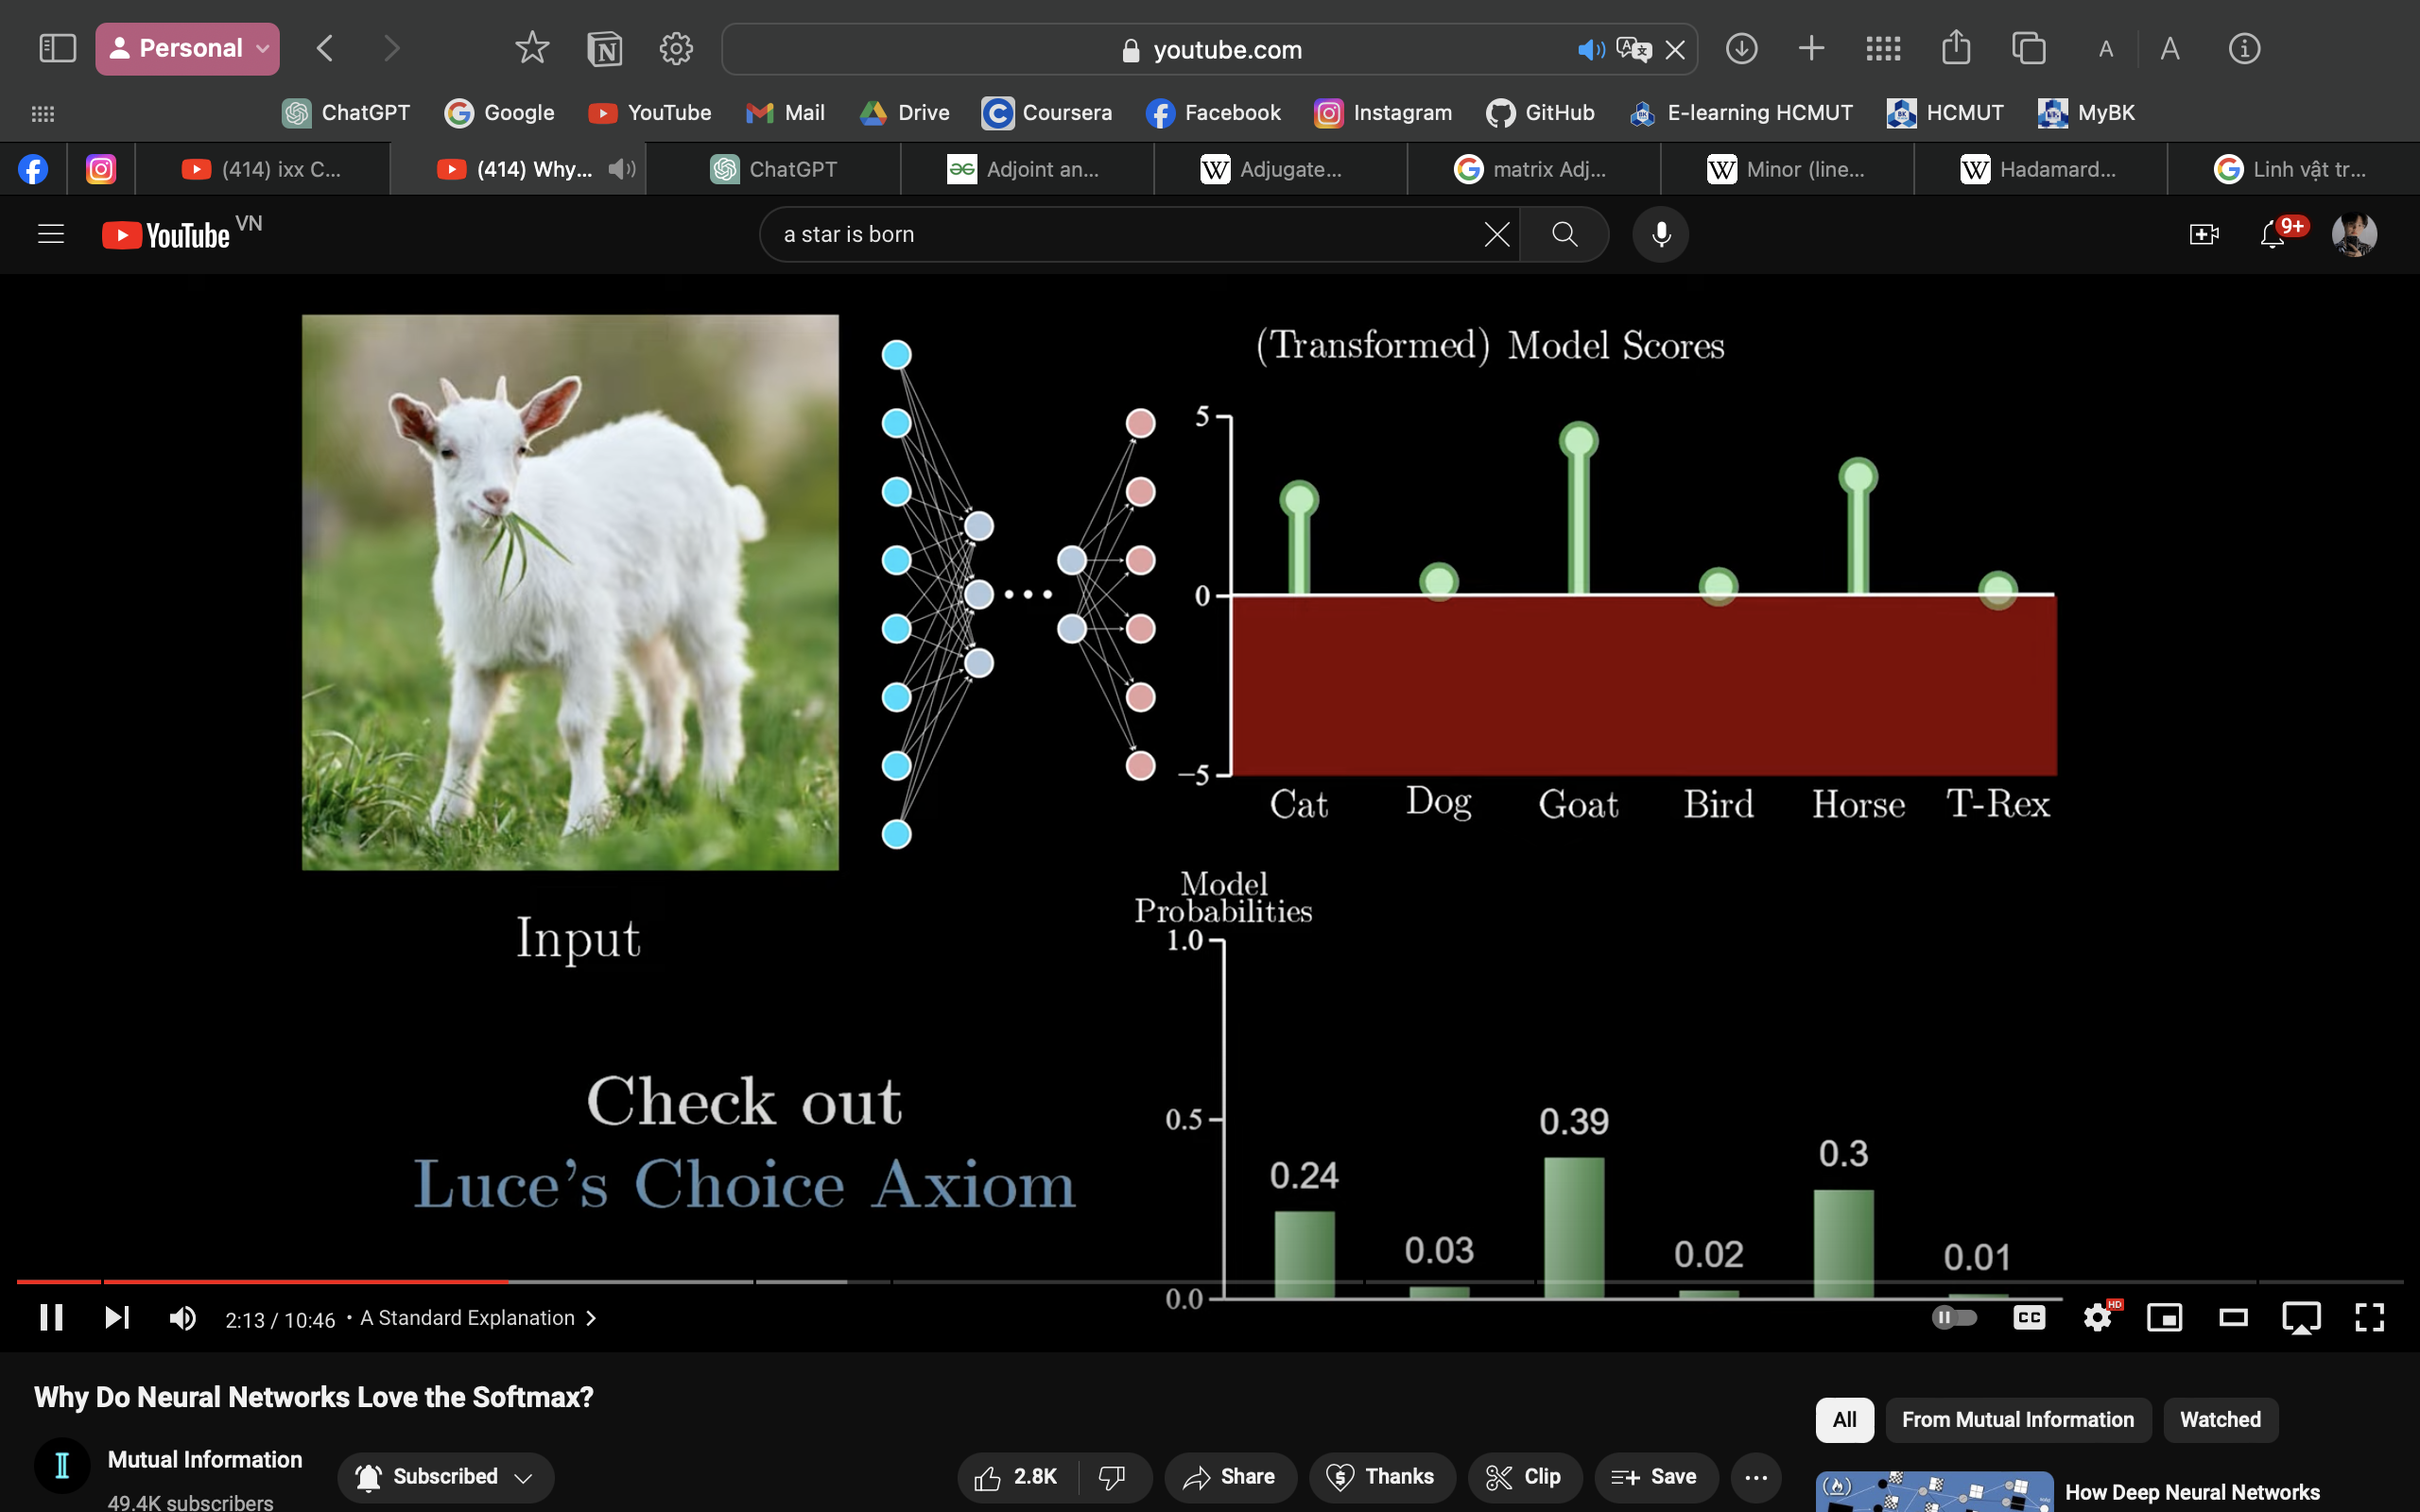 Personal
youtube.com
A A
ChatGPT Google YouTube Mail Drive Coursera Facebook Instagram GitHub E-learning HCMUT HCMUT MyBK
(414) ixx C... (414) Why... ChatGPT Adjoint an... Adjugate... matrix Adj... Minor (line... Hadamard... Linh vật tr...
YouTube VN
a star is born
9+
(Transformed) Model Scores
5
0
−5
Cat Dog Goat Bird Horse T-Rex
Model
Probabilities
1.0
Input
Check out
Luce's Choice Axiom
0.5
0.39
0.3
0.24
0.03
0.02
0.01
0.0
2:13 / 10:46 • A Standard Explanation
CC HD
Why Do Neural Networks Love the Softmax?
Mutual Information
49.4K subscribers
Subscribed
2.8K Share Thanks Clip Save
All From Mutual Information Watched
How Deep Neural Networks